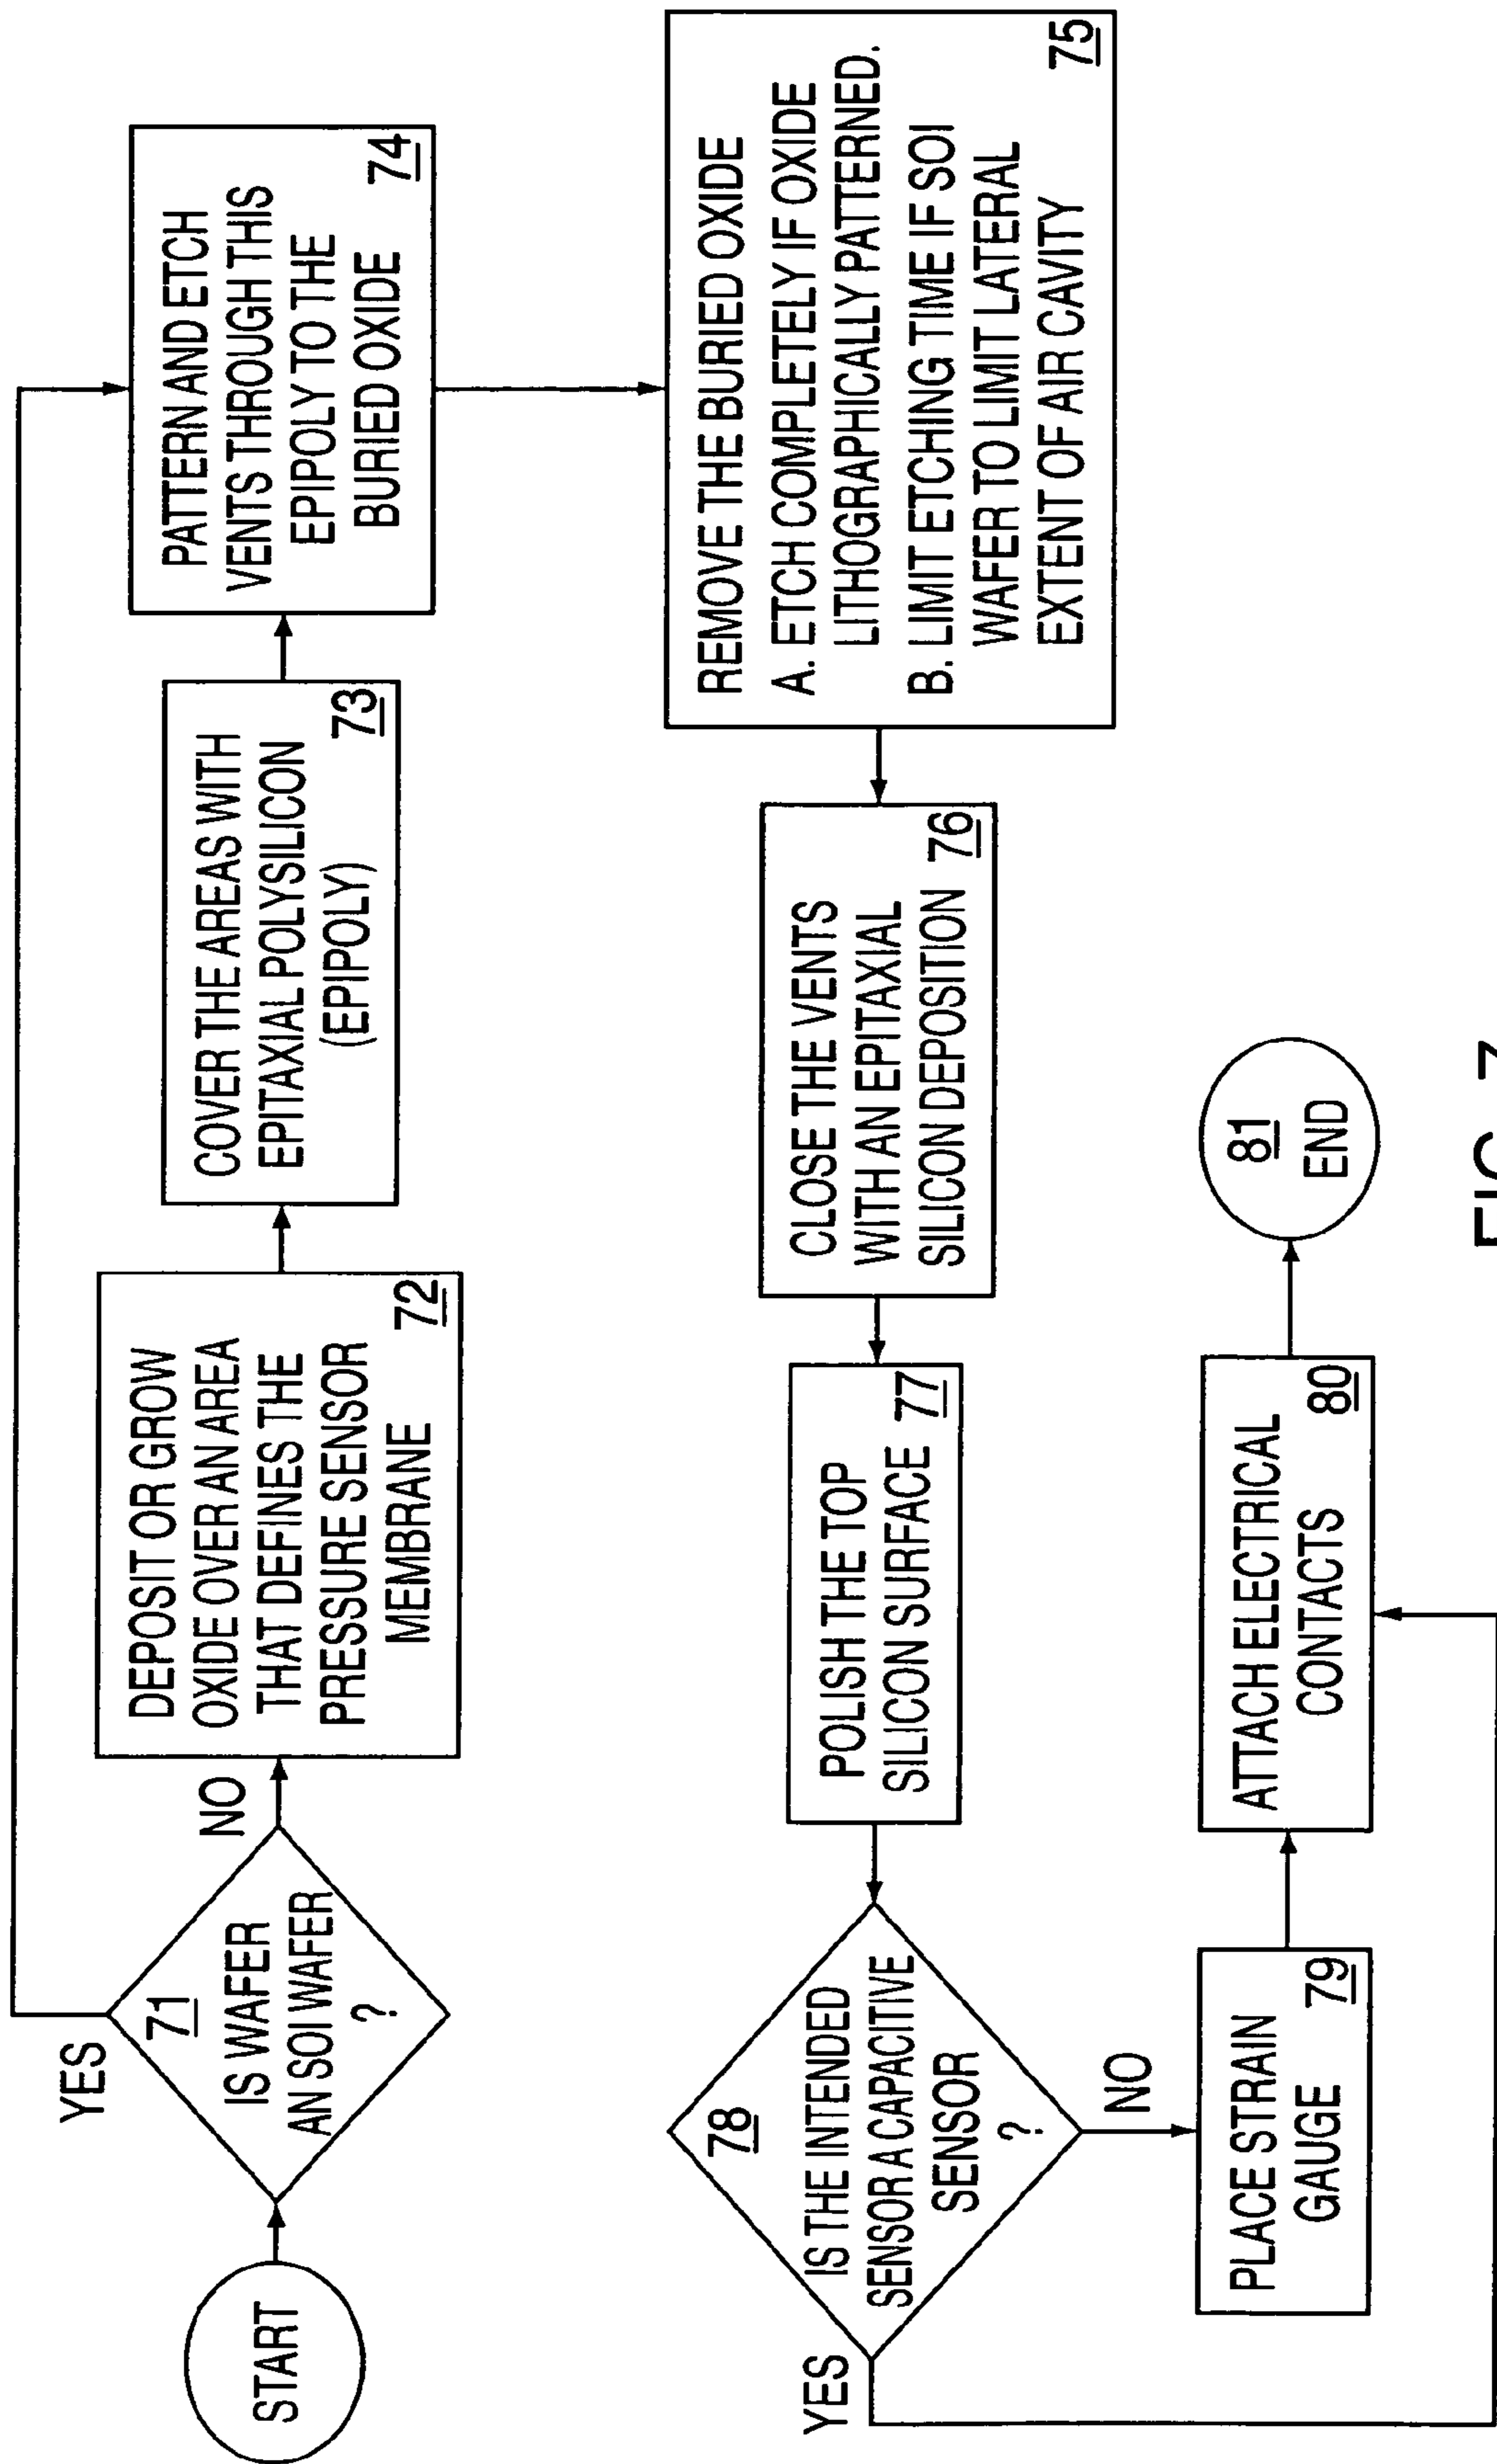 START
71
IS WAFER
AN SOI WAFER
?
YES
NO
DEPOSIT OR GROW
OXIDE OVER AN AREA
THAT DEFINES THE
PRESSURE SENSOR
MEMBRANE
72
COVER THE AREAS WITH
EPITAXIAL POLYSILICON
(EPIPOLY)
73
PATTERN AND ETCH
VENTS THROUGH THIS
EPIPOLY TO THE
BURIED OXIDE
74
REMOVE THE BURIED OXIDE
A. ETCH COMPLETELY IF OXIDE
LITHOGRAPHICALLY PATTERNED.
B. LIMIT ETCHING TIME IF SOI
WAFER TO LIMIT LATERAL
EXTENT OF AIR CAVITY
75
CLOSE THE VENTS
WITH AN EPITAXIAL
SILICON DEPOSITION 76
POLISH THE TOP
SILICON SURFACE 77
78
IS THE INTENDED
SENSOR A CAPACITIVE
SENSOR
?
YES
NO
PLACE STRAIN
GAUGE 79
ATTACH ELECTRICAL
CONTACTS 80
81
END